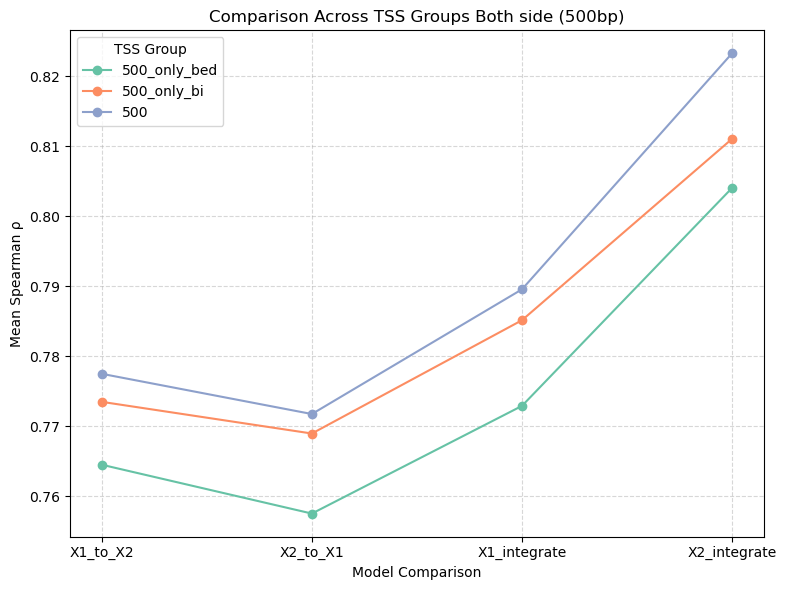 Comparison Across TSS Groups Both side (500bp)
TSS Group
500_only_bed
500_only_bi
500
0.82
0.81
0.80
0.79
0.78
0.77
0.76
Mean Spearman ρ
X1_to_X2
X2_to_X1
X1_integrate
X2_integrate
Model Comparison